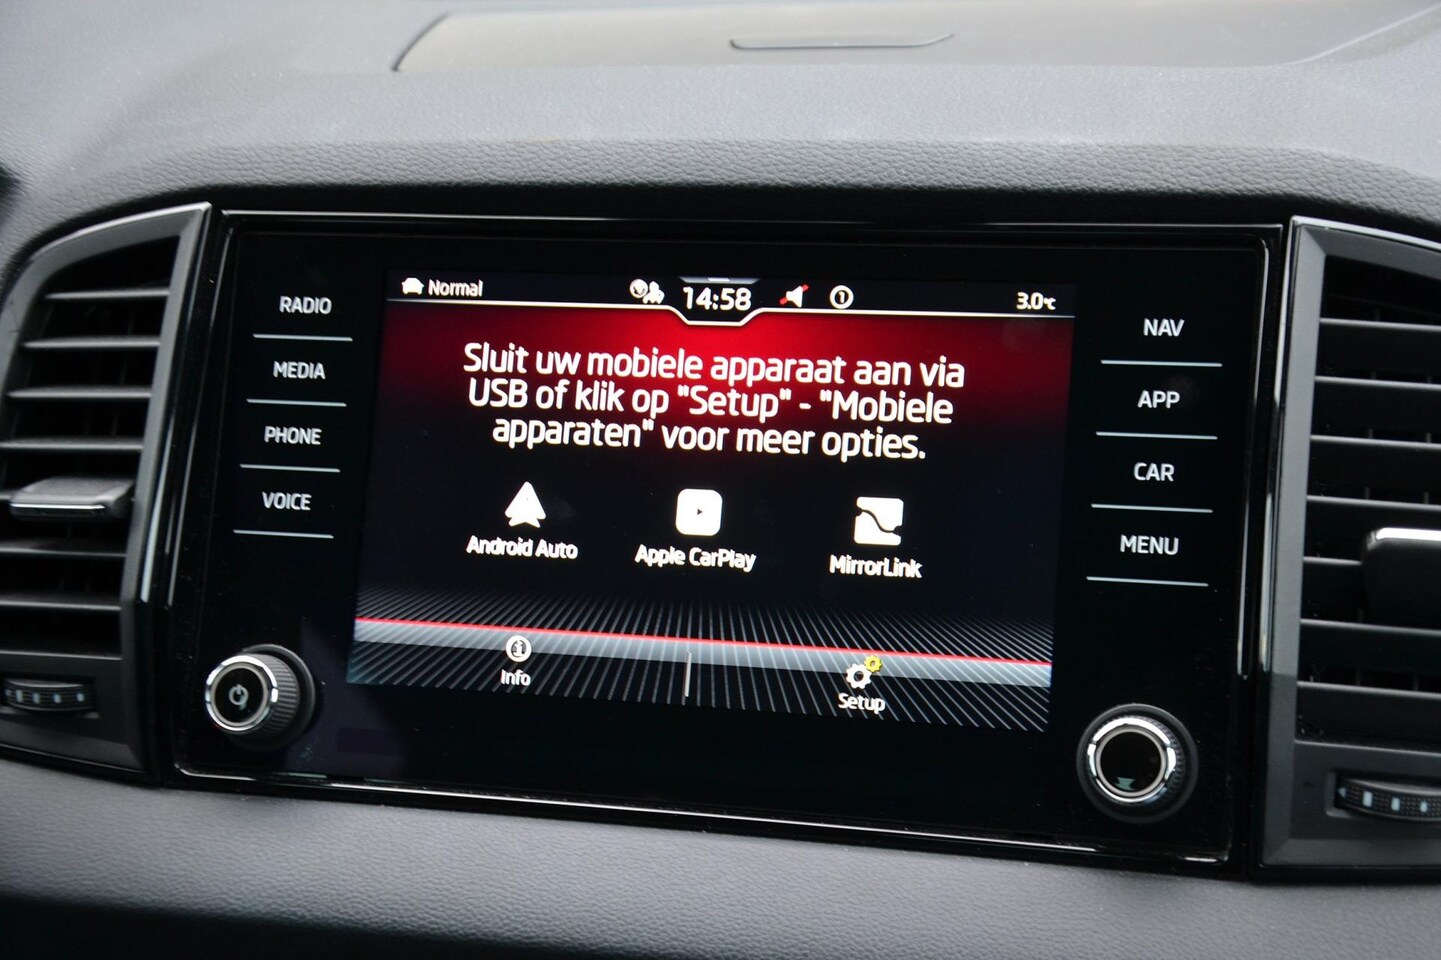 Normal
14:58
1
3.0°C
RADIO
MEDIA
PHONE
VOICE
Sluit uw mobiele apparaat aan via
USB of klik op "Setup" - "Mobiele
apparaten" voor meer opties.
Android Auto
Apple CarPlay
MirrorLink
Info
Setup
NAV
APP
CAR
MENU